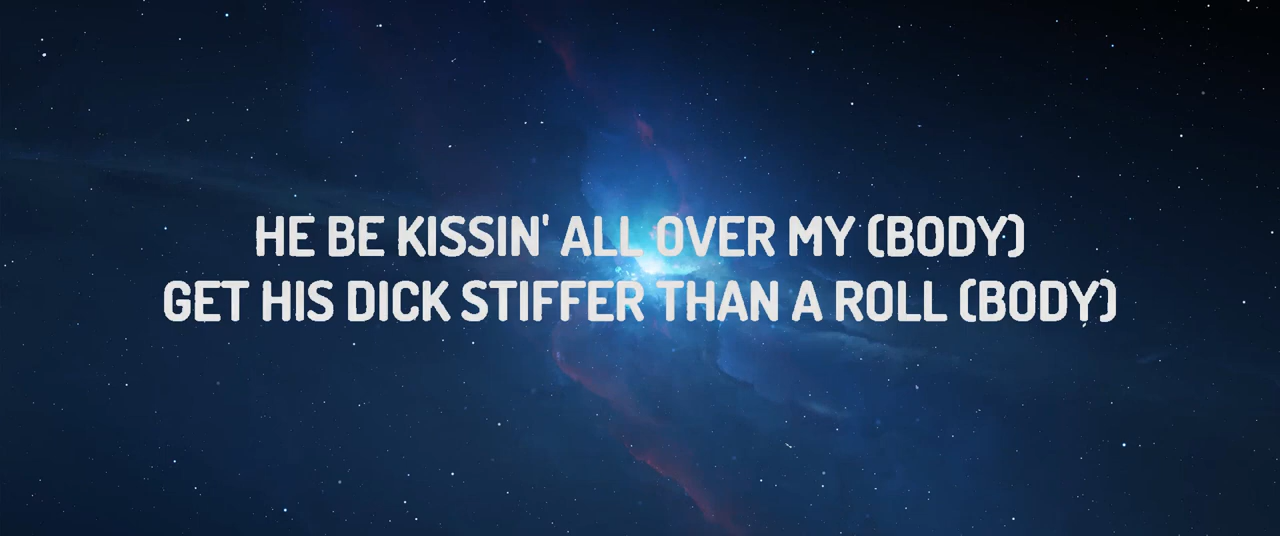 HE BE KISSIN' ALL OVER MY (BODY)
GET HIS DICK STIFFER THAN A ROLL (BODY)